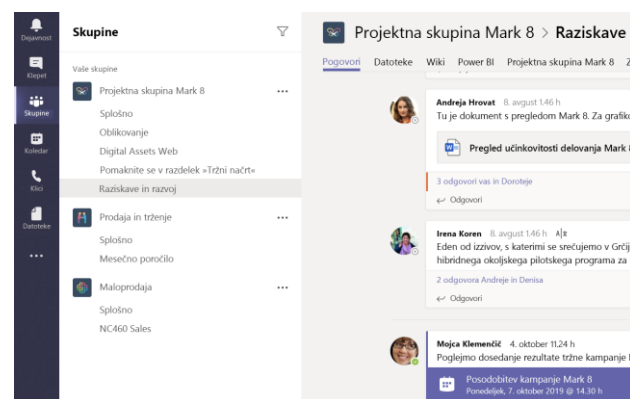 Dejavnost
Klepet
Skupine
Koledar
Klici
Datoteke
Skupine
Vaše skupine
Projektna skupina Mark 8
Splošno
Oblikovanje
Digital Assets Web
Pomaknite se v razdelek »Tržni načrt«
Raziskave in razvoj
Prodaja in trženje
Splošno
Mesečno poročilo
Maloprodaja
Splošno
NC460 Sales
Projektna skupina Mark 8 > Raziskave
Pogovori Datoteke Wiki Power BI Projektna skupina Mark 8 Z
Andreja Hrovat 8. avgust 1.46 h
Tu je dokument s pregledom Mark 8. Za grafiko
Pregled učinkovitosti delovanja Mark 8
3 odgovori vas in Doroteje
Odgovori
Irena Koren 8. avgust 1.46 h
Eden od izzivov, s katerimi se srečujemo v Grčij
hibridnega okoljskega pilotskega programa za
2 odgovora Andreje in Denisa
Odgovori
Mojca Klemenčič 4. oktober 11.24 h
Poglejmo dosedanje rezultate tržne kampanje
Posodobitev kampanje Mark 8
Ponedeljek, 7. oktober 2019 @ 14.30 h